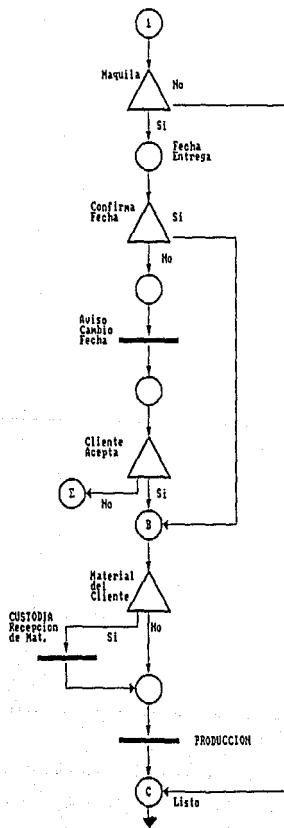 1
Maquila
No
Si
Fecha
Entrega
Confirma
Fecha
Si
No
Aviso
Cambio
Fecha
Cliente
Acepta
Σ
No
Si
B
Material
del
Cliente
CUSTODIA
Recepcion
de Mat.
Si
No
PRODUCCION
C
Listo